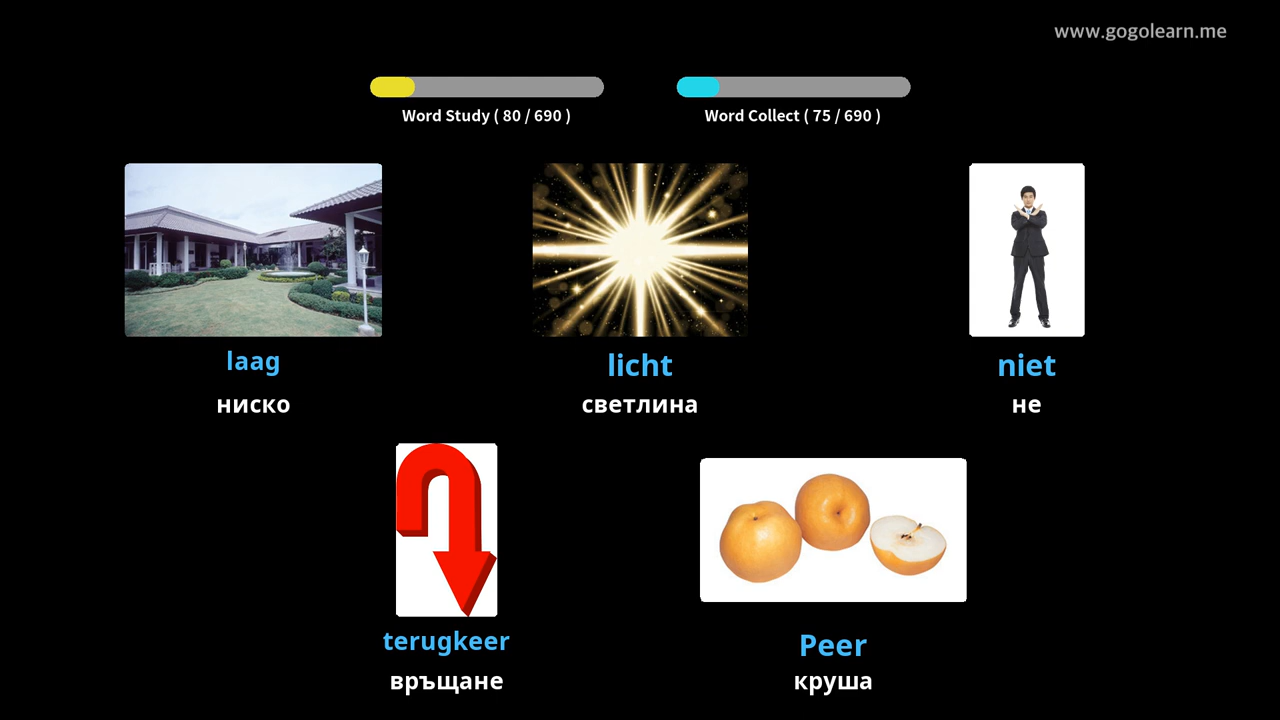 www.gogolearn.me
Word Study ( 80 / 690 )
Word Collect ( 75 / 690 )
laag
ниско
licht
светлина
niet
не
terugkeer
връщане
Peer
круша